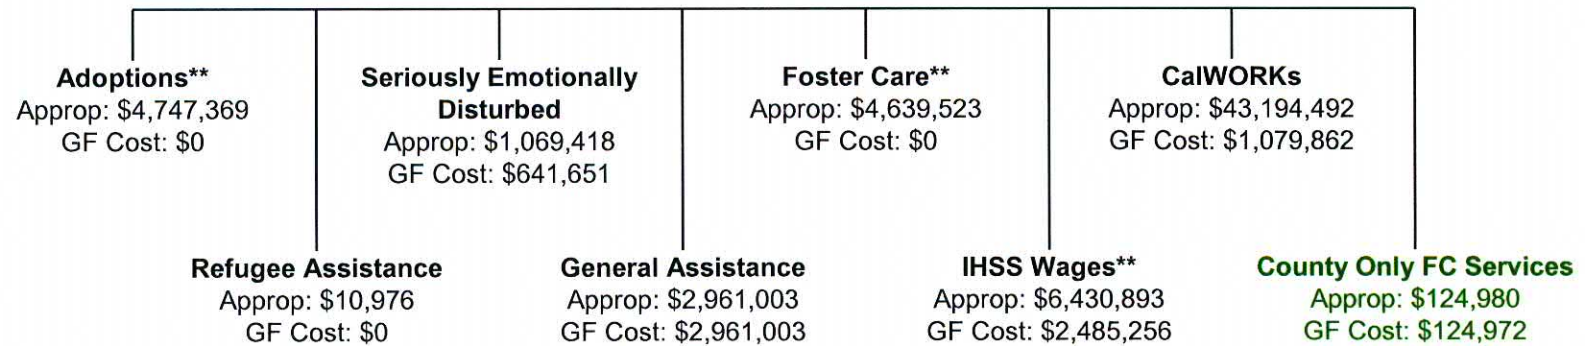 Adoptions**
Approp: $4,747,369
GF Cost: $0
Seriously Emotionally
Disturbed
Approp: $1,069,418
GF Cost: $641,651
Foster Care**
Approp: $4,639,523
GF Cost: $0
CalWORKs
Approp: $43,194,492
GF Cost: $1,079,862
Refugee Assistance
Approp: $10,976
GF Cost: $0
General Assistance
Approp: $2,961,003
GF Cost: $2,961,003
IHSS Wages**
Approp: $6,430,893
GF Cost: $2,485,256
County Only FC Services
Approp: $124,980
GF Cost: $124,972